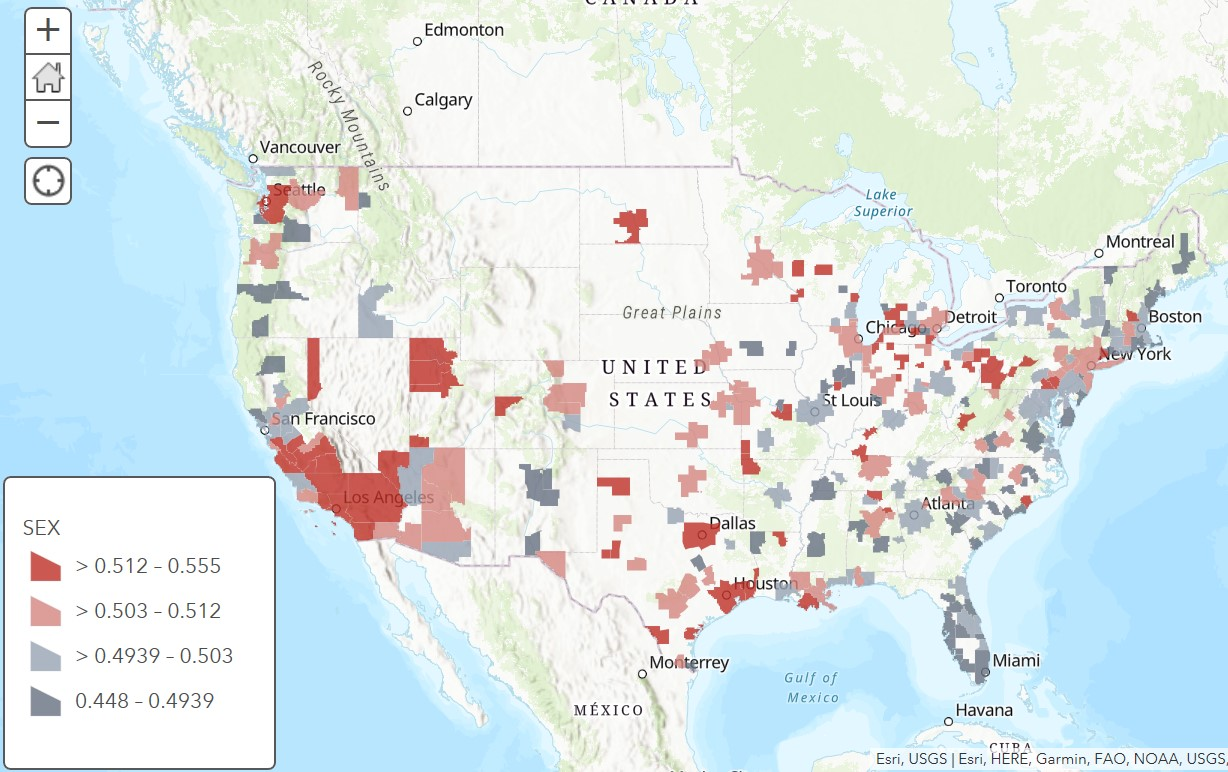 CANADA
Edmonton
Rocky Mountains
Calgary
Vancouver
Seattle
Lake
Superior
Montreal
Toronto
Great Plains
Chicago
Detroit
Boston
New York
UNITED
STATES
St Louis
San Francisco
Los Angeles
Atlanta
Dallas
Houston
Monterrey
Miami
Gulf of
Mexico
MÉXICO
Havana
CUBA
SEX
> 0.512 – 0.555
> 0.503 – 0.512
> 0.4939 – 0.503
0.448 – 0.4939
Esri, USGS | Esri, HERE, Garmin, FAO, NOAA, USGS